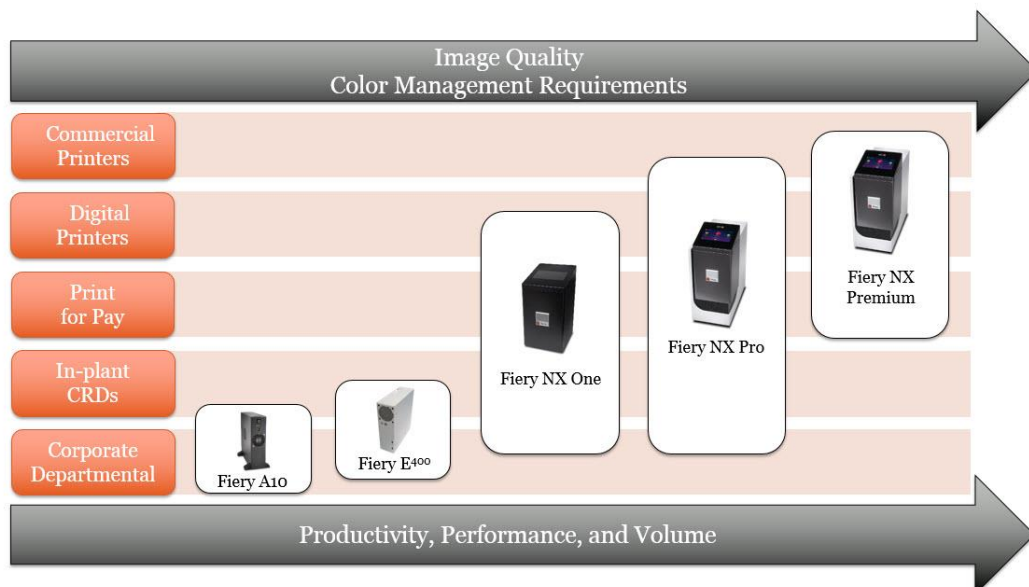 Image Quality
Color Management Requirements
Commercial
Printers
Digital
Printers
Print
for Pay
In-plant
CRDs
Corporate
Departmental
Fiery A10
Fiery E400
Fiery NX One
Fiery NX Pro
Fiery NX
Premium
Productivity, Performance, and Volume